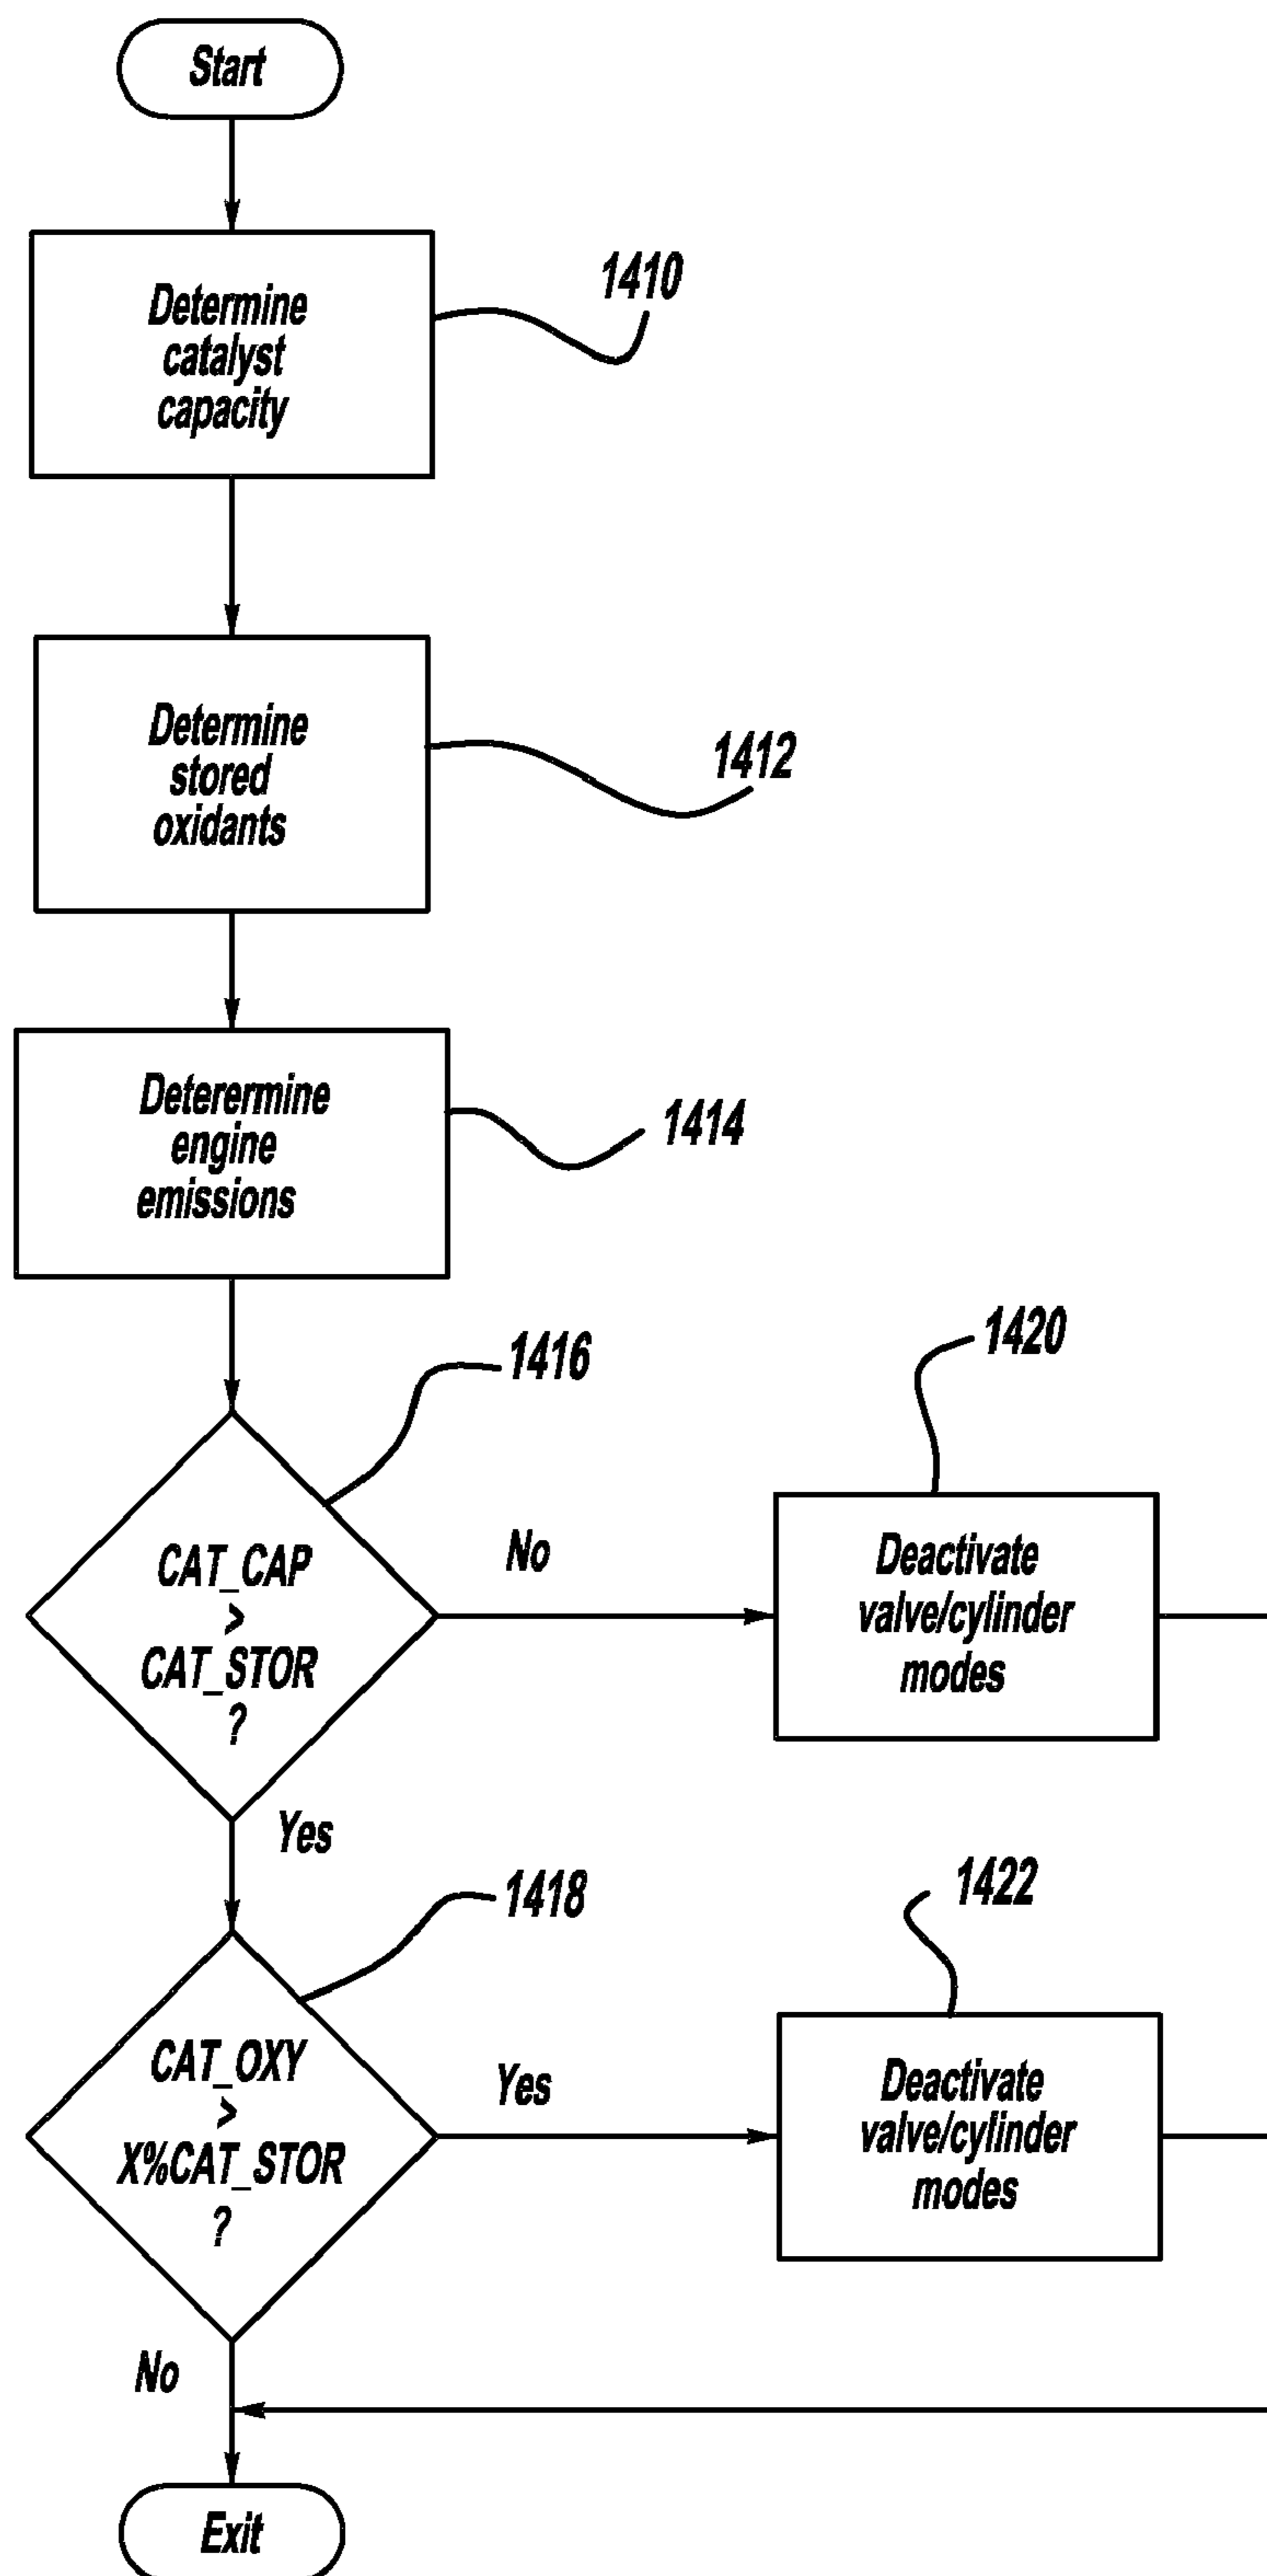 Start
Determine
catalyst
capacity
1410
Determine
stored
oxidants
1412
Deterermine
engine
emissions
1414
1416
CAT_CAP
>
CAT_STOR
?
No
1420
Deactivate
valve/cylinder
modes
Yes
1418
CAT_OXY
>
X%CAT_STOR
?
Yes
1422
Deactivate
valve/cylinder
modes
No
Exit